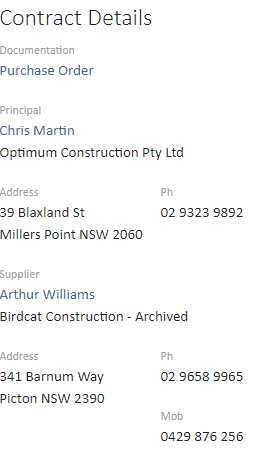 Contract Details
Documentation
Purchase Order
Principal
Chris Martin
Optimum Construction Pty Ltd
Address Ph
39 Blaxland St 02 9323 9892
Millers Point NSW 2060
Supplier
Arthur Williams
Birdcat Construction - Archived
Address Ph
341 Barnum Way 02 9658 9965
Picton NSW 2390
Mob
0429 876 256